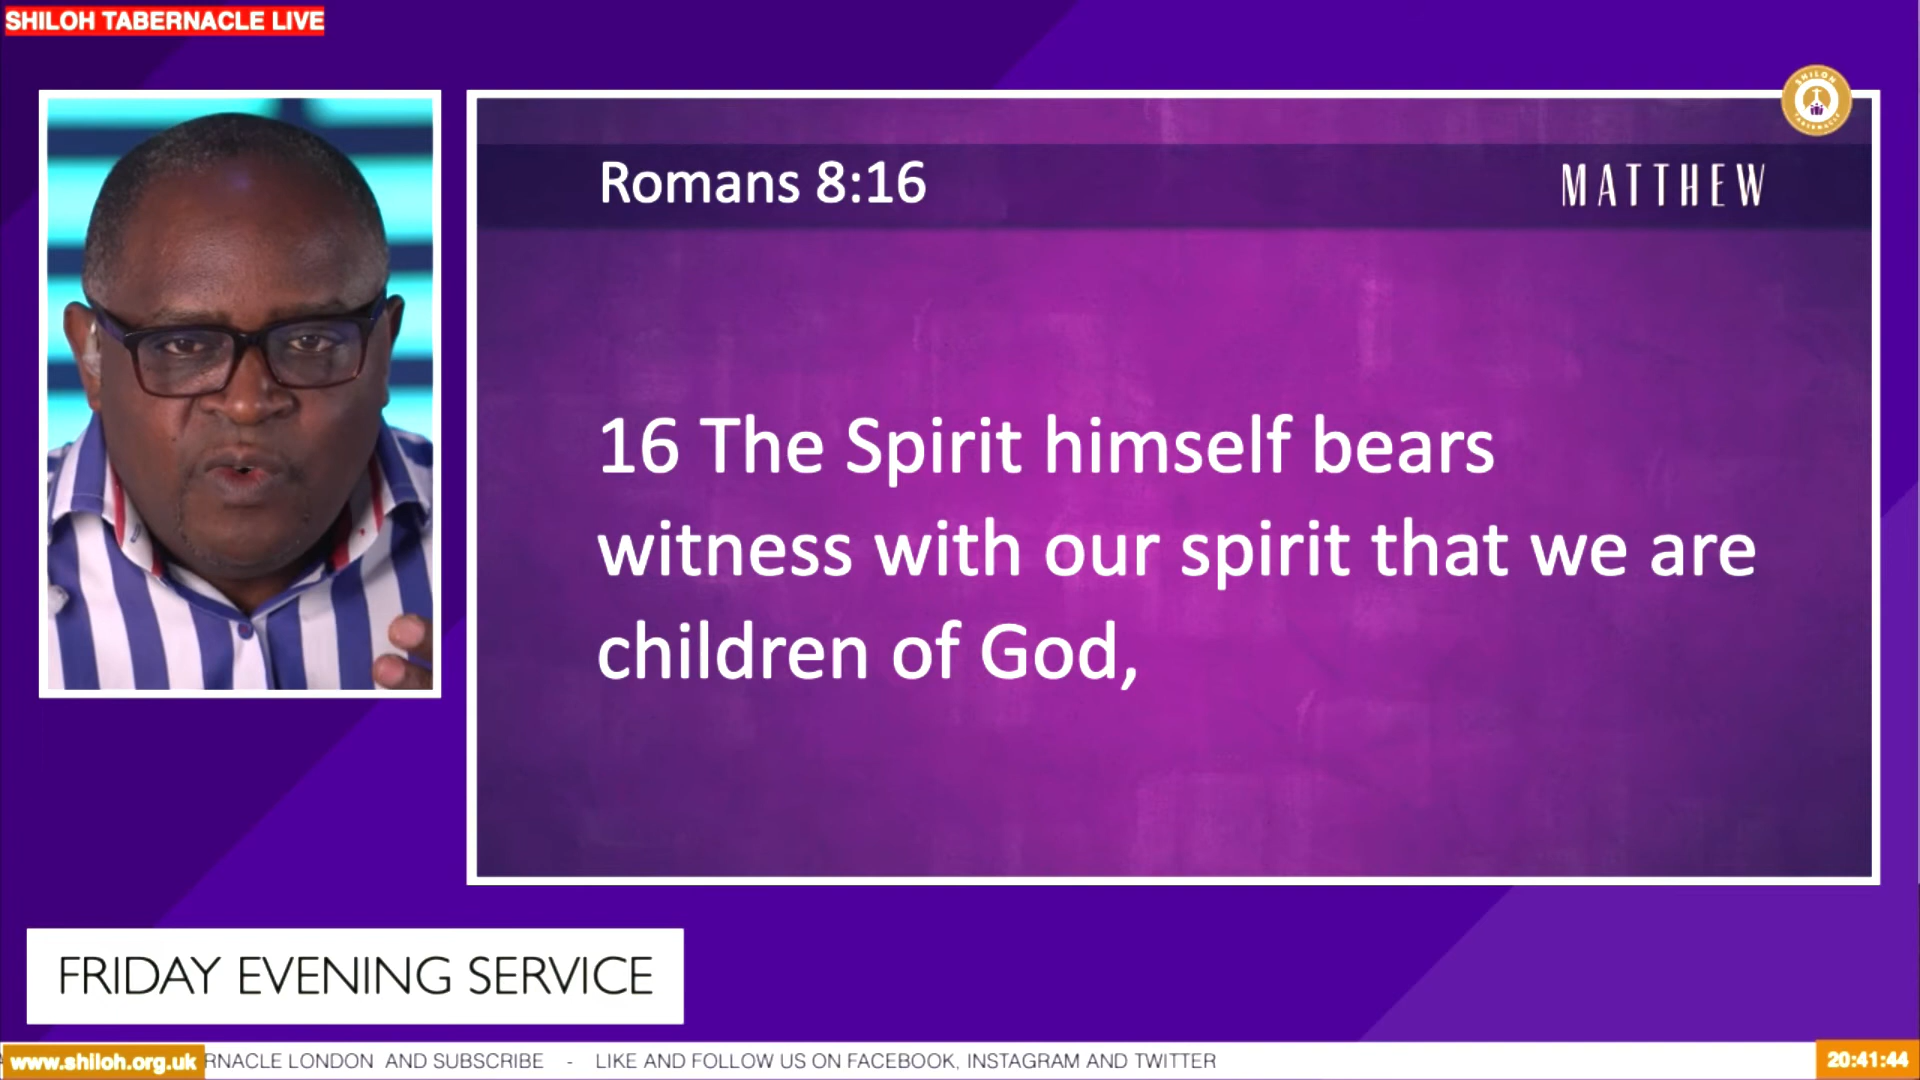 SHILOH TABERNACLE LIVE
SHILOH
TABERNACLE
Romans 8:16
MATTHEW
16 The Spirit himself bears
witness with our spirit that we are
children of God,
FRIDAY EVENING SERVICE
www.shiloh.org.uk RNACLE LONDON AND SUBSCRIBE - LIKE AND FOLLOW US ON FACEBOOK, INSTAGRAM AND TWITTER 20:41:44